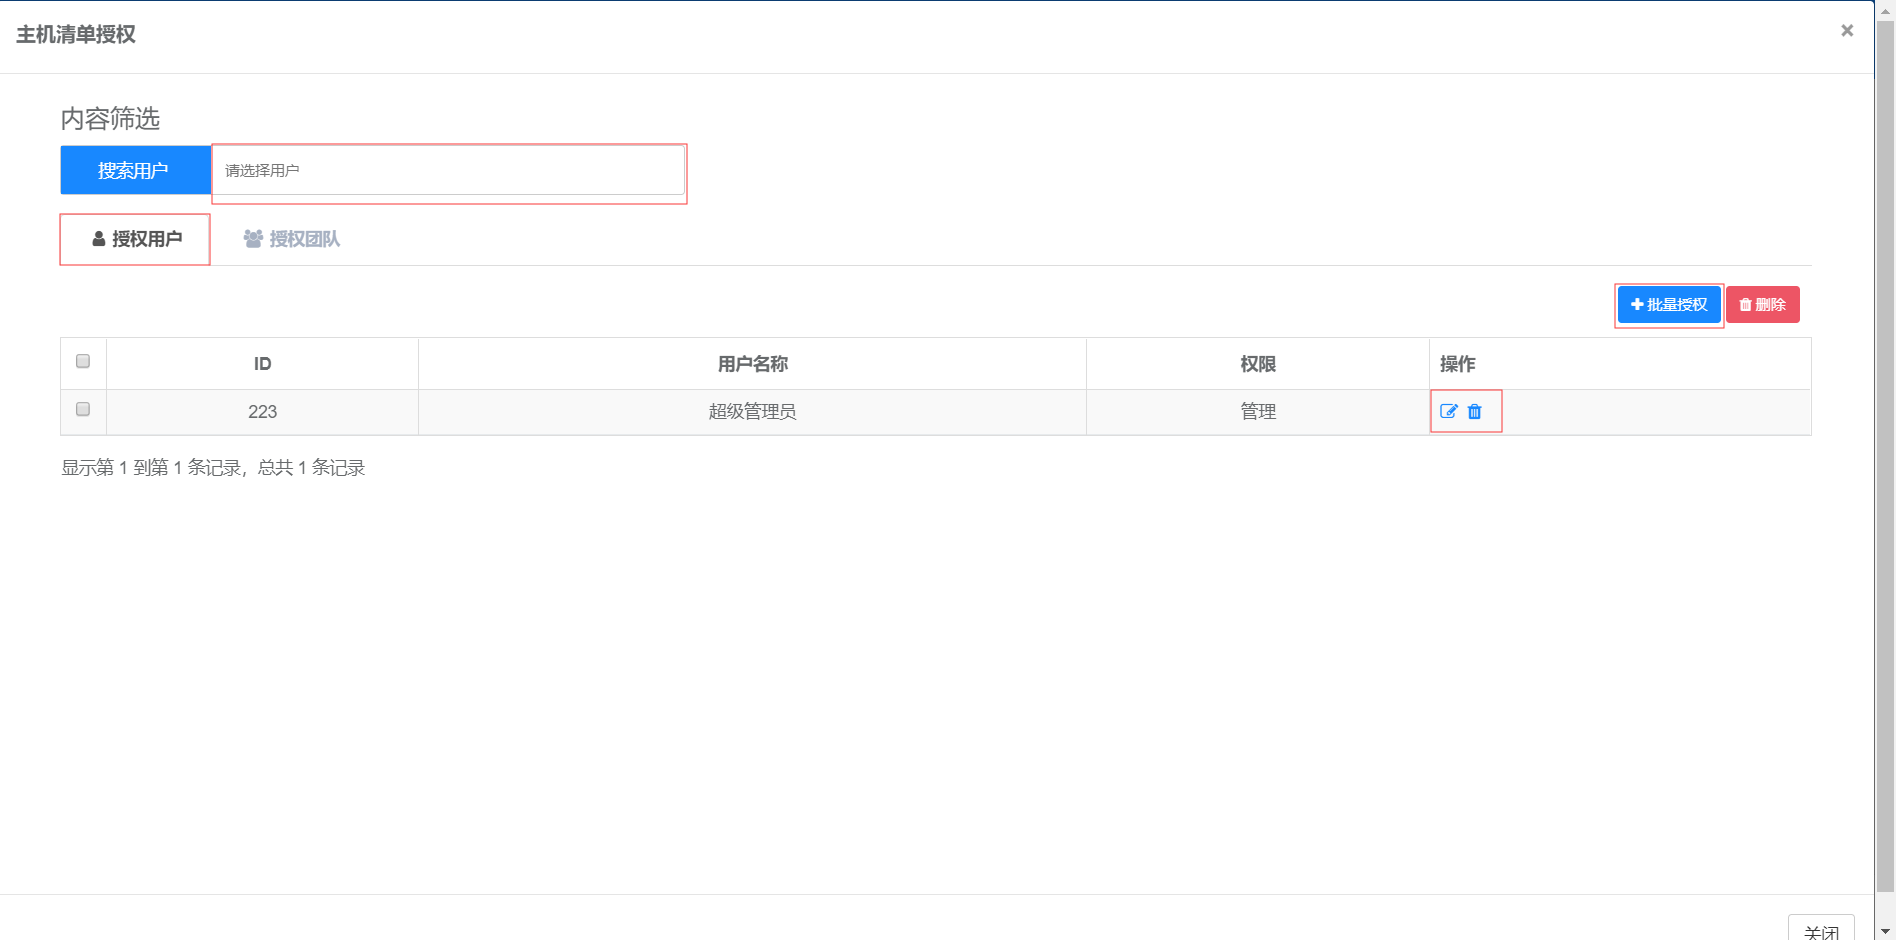 主机清单授权
×
内容筛选
搜索用户 请选择用户
授权用户 授权团队
批量授权 删除
ID 用户名称 权限 操作
223 超级管理员 管理
显示第 1 到第 1 条记录，总共 1 条记录
关闭